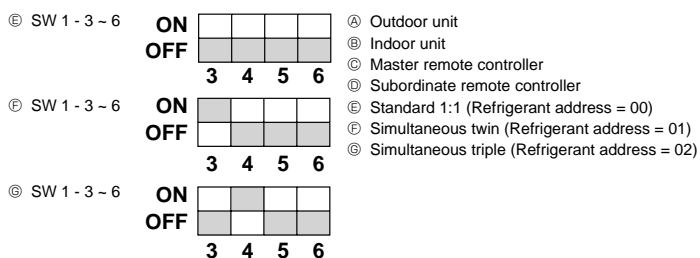 Ⓔ SW 1 - 3 ~ 6
ON
OFF
3 4 5 6
Ⓕ SW 1 - 3 ~ 6
ON
OFF
3 4 5 6
Ⓖ SW 1 - 3 ~ 6
ON
OFF
3 4 5 6
Ⓐ Outdoor unit
Ⓑ Indoor unit
Ⓒ Master remote controller
Ⓓ Subordinate remote controller
Ⓔ Standard 1:1 (Refrigerant address = 00)
Ⓕ Simultaneous twin (Refrigerant address = 01)
Ⓖ Simultaneous triple (Refrigerant address = 02)